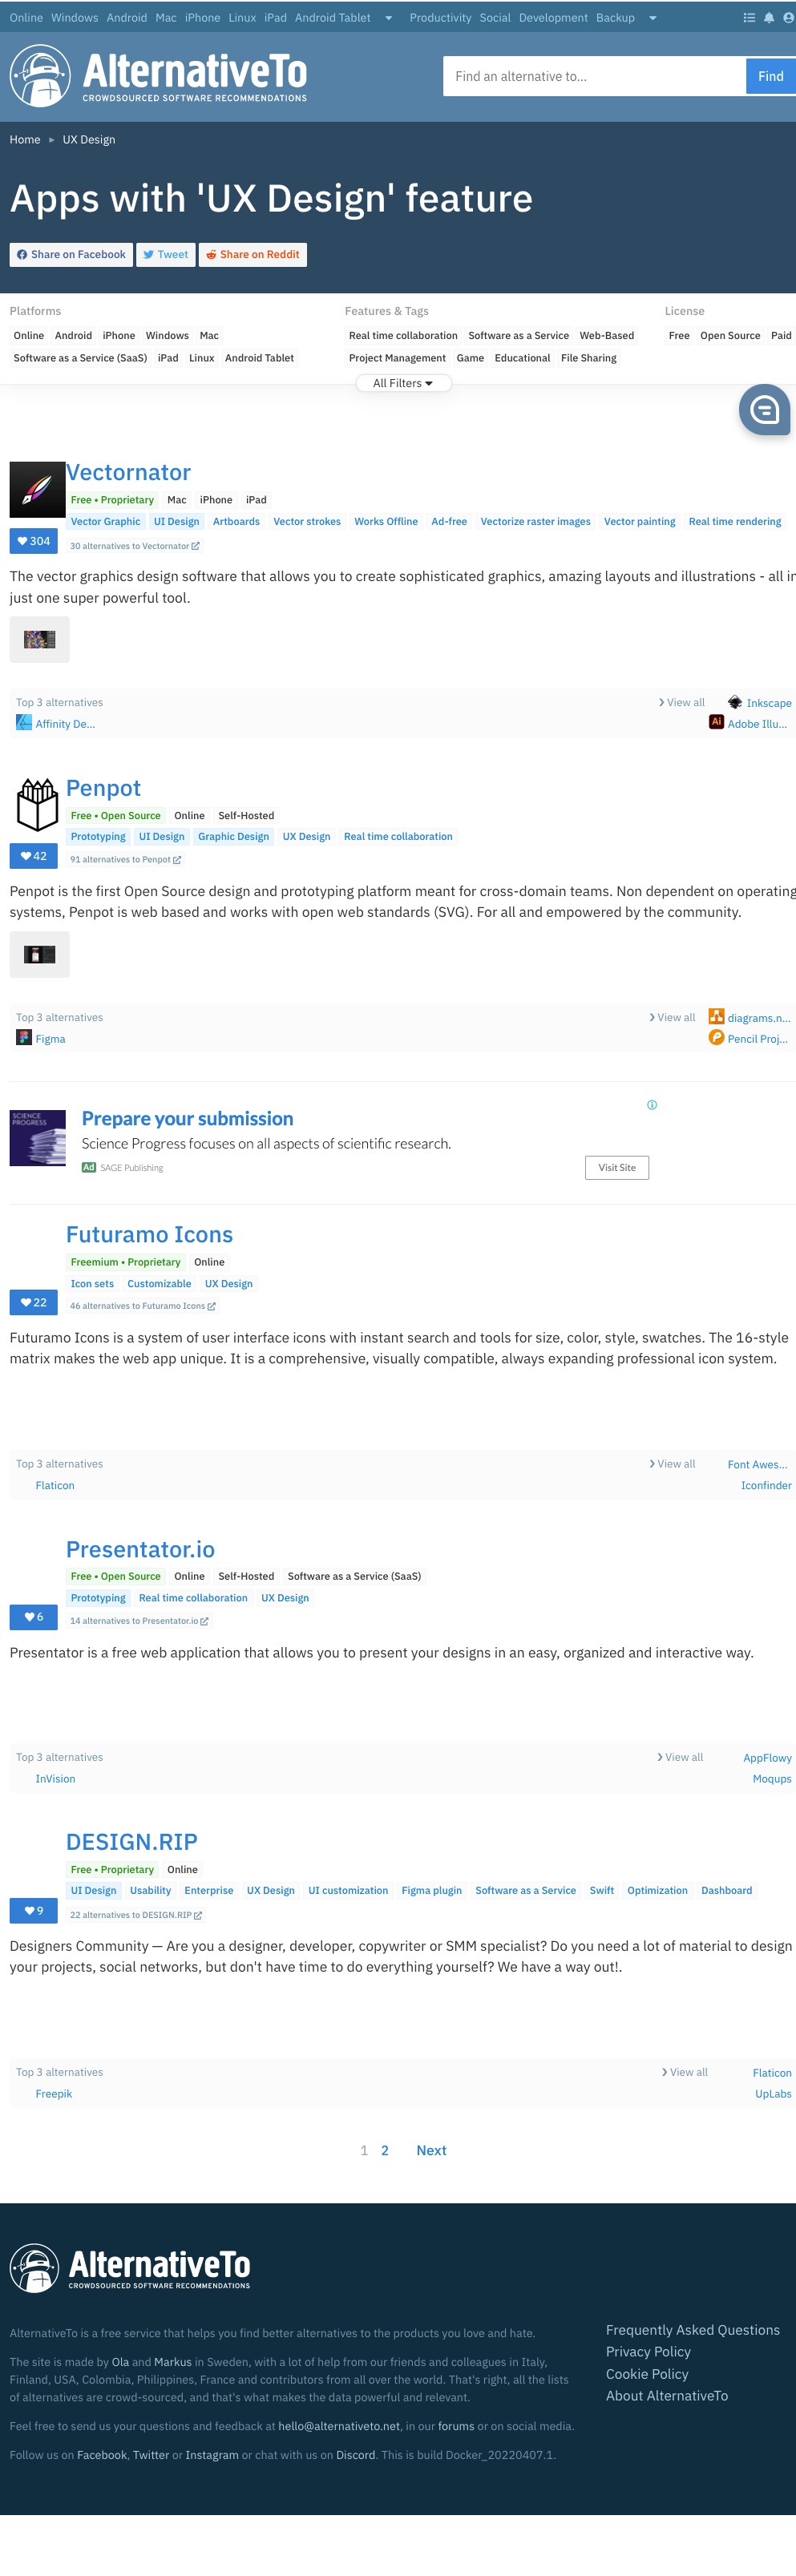 Online Windows Android Mac iPhone Linux iPad Android Tablet Productivity Social Development Backup
AlternativeTo
CROWDSOURCED SOFTWARE RECOMMENDATIONS
Find an alternative to...
Find
Home ▸ UX Design
Apps with 'UX Design' feature
Share on Facebook Tweet Share on Reddit
Platforms
Online Android iPhone Windows Mac
Software as a Service (SaaS) iPad Linux Android Tablet
Features & Tags
Real time collaboration Software as a Service Web-Based
Project Management Game Educational File Sharing
License
Free Open Source Paid
All Filters
Vectornator
Free • Proprietary Mac iPhone iPad
Vector Graphic UI Design Artboards Vector strokes Works Offline Ad-free Vectorize raster images Vector painting Real time rendering
304
30 alternatives to Vectornator
The vector graphics design software that allows you to create sophisticated graphics, amazing layouts and illustrations - all in
just one super powerful tool.
Top 3 alternatives
View all
Inkscape
Affinity De...
Ai Adobe Illu...
Penpot
Free • Open Source Online Self-Hosted
Prototyping UI Design Graphic Design UX Design Real time collaboration
42
91 alternatives to Penpot
Penpot is the first Open Source design and prototyping platform meant for cross-domain teams. Non dependent on operating
systems, Penpot is web based and works with open web standards (SVG). For all and empowered by the community.
Top 3 alternatives
View all
diagrams.n...
Figma
Pencil Proj...
SCIENCE
PROGRESS
Prepare your submission
Science Progress focuses on all aspects of scientific research.
Ad SAGE Publishing
Visit Site
Futuramo Icons
Freemium • Proprietary Online
Icon sets Customizable UX Design
22
46 alternatives to Futuramo Icons
Futuramo Icons is a system of user interface icons with instant search and tools for size, color, style, swatches. The 16-style
matrix makes the web app unique. It is a comprehensive, visually compatible, always expanding professional icon system.
Top 3 alternatives
View all
Font Awes...
Flaticon
Iconfinder
Presentator.io
Free • Open Source Online Self-Hosted Software as a Service (SaaS)
Prototyping Real time collaboration UX Design
6
14 alternatives to Presentator.io
Presentator is a free web application that allows you to present your designs in an easy, organized and interactive way.
Top 3 alternatives
View all
AppFlowy
InVision
Moqups
DESIGN.RIP
Free • Proprietary Online
UI Design Usability Enterprise UX Design UI customization Figma plugin Software as a Service Swift Optimization Dashboard
9
22 alternatives to DESIGN.RIP
Designers Community — Are you a designer, developer, copywriter or SMM specialist? Do you need a lot of material to design
your projects, social networks, but don't have time to do everything yourself? We have a way out!.
Top 3 alternatives
View all
Flaticon
Freepik
UpLabs
1 2 Next
AlternativeTo
CROWDSOURCED SOFTWARE RECOMMENDATIONS
AlternativeTo is a free service that helps you find better alternatives to the products you love and hate.
The site is made by Ola and Markus in Sweden, with a lot of help from our friends and colleagues in Italy,
Finland, USA, Colombia, Philippines, France and contributors from all over the world. That's right, all the lists
of alternatives are crowd-sourced, and that's what makes the data powerful and relevant.
Feel free to send us your questions and feedback at hello@alternativeto.net, in our forums or on social media.
Follow us on Facebook, Twitter or Instagram or chat with us on Discord. This is build Docker_20220407.1.
Frequently Asked Questions
Privacy Policy
Cookie Policy
About AlternativeTo